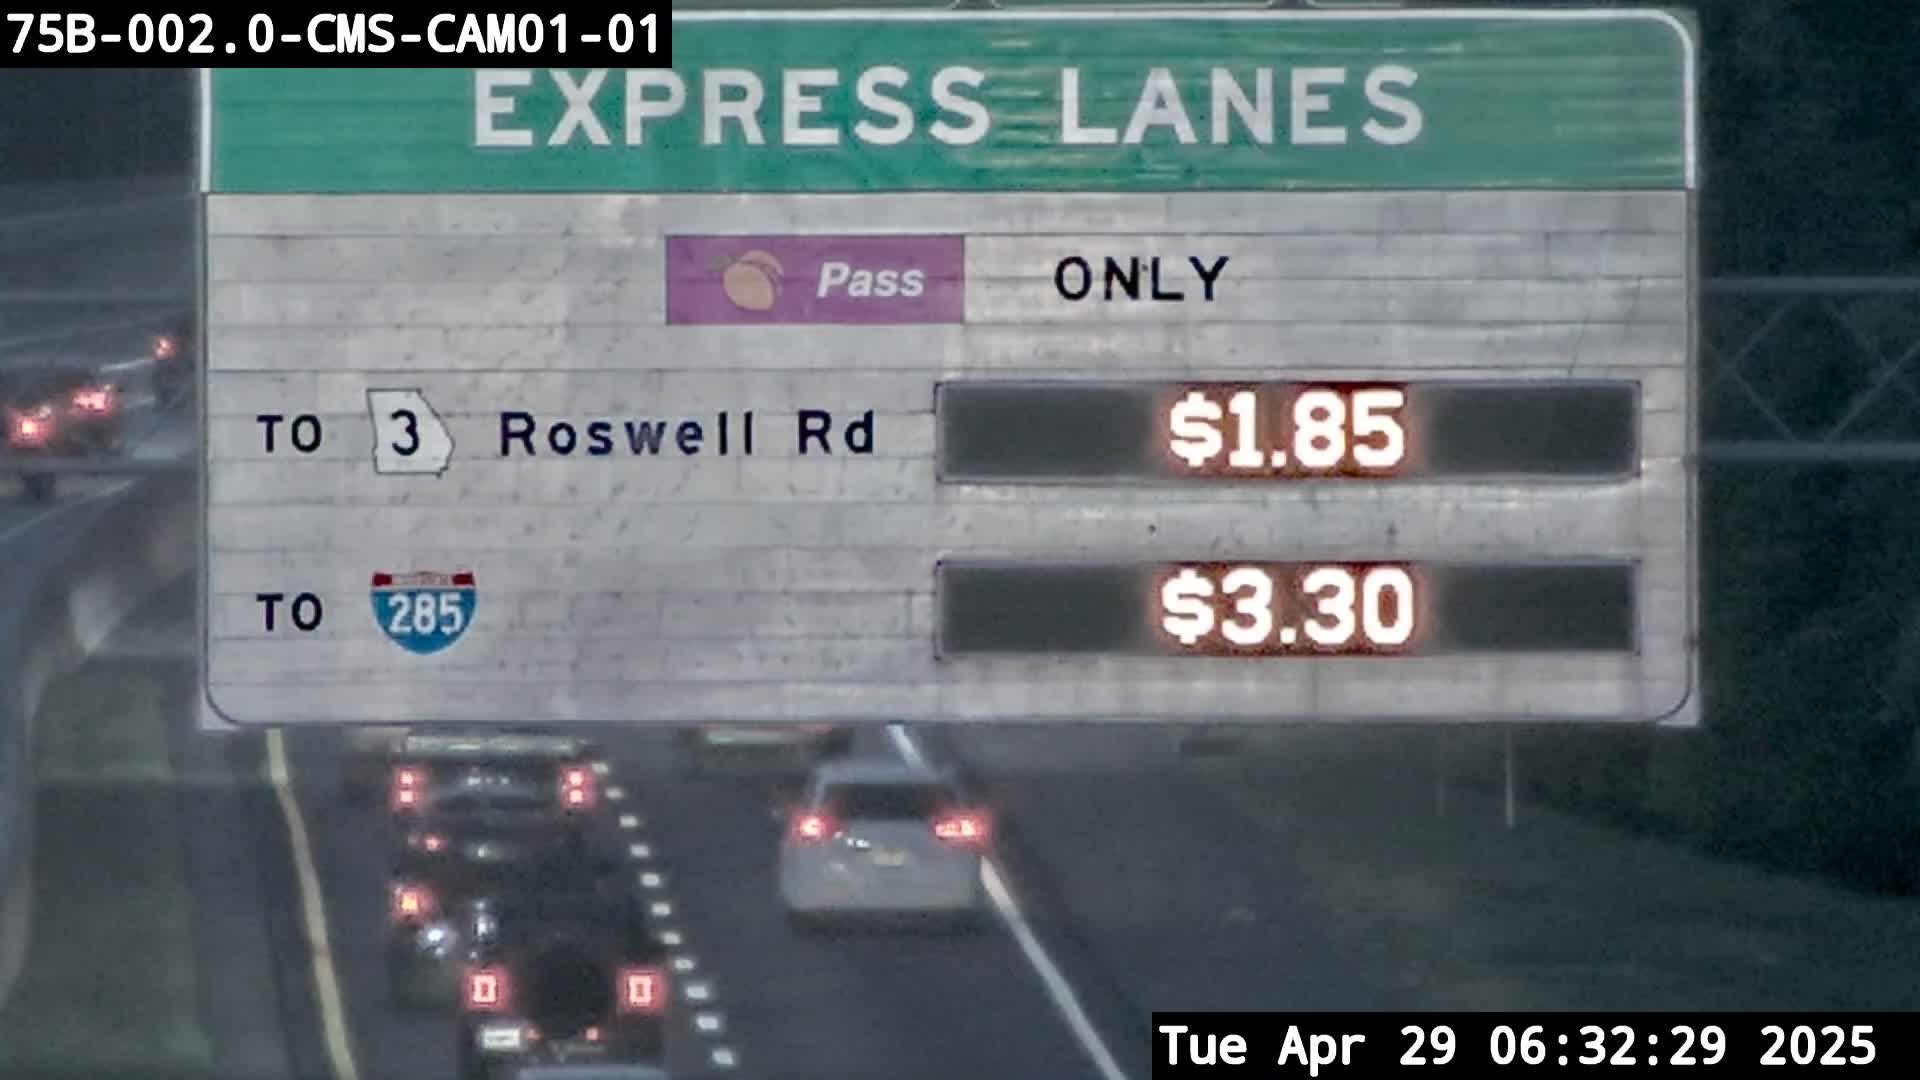 75B-002.0-CMS-CAM01-01
EXPRESS LANES
Pass ONLY
TO 3 Roswell Rd $1.85
TO 285 $3.30
Tue Apr 29 06:32:29 2025